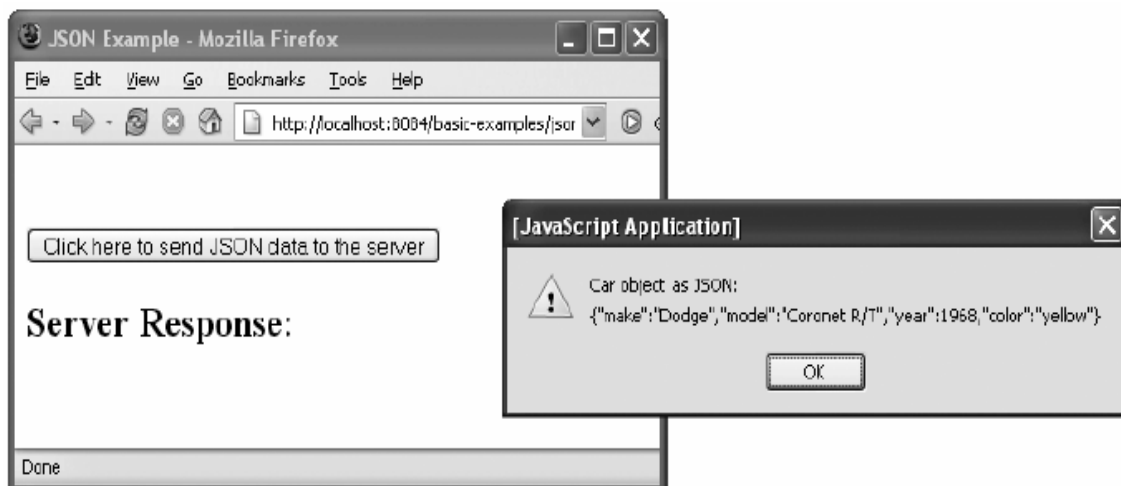 JSON Example - Mozilla Firefox
File Edit View Go Bookmarks Tools Help
http://localhost:8084/basic-examples/jsor
Click here to send JSON data to the server
Server Response:
Done
[JavaScript Application]
Car object as JSON:
{"make":"Dodge","model":"Coronet R/T","year":1968,"color":"yellow"}
OK